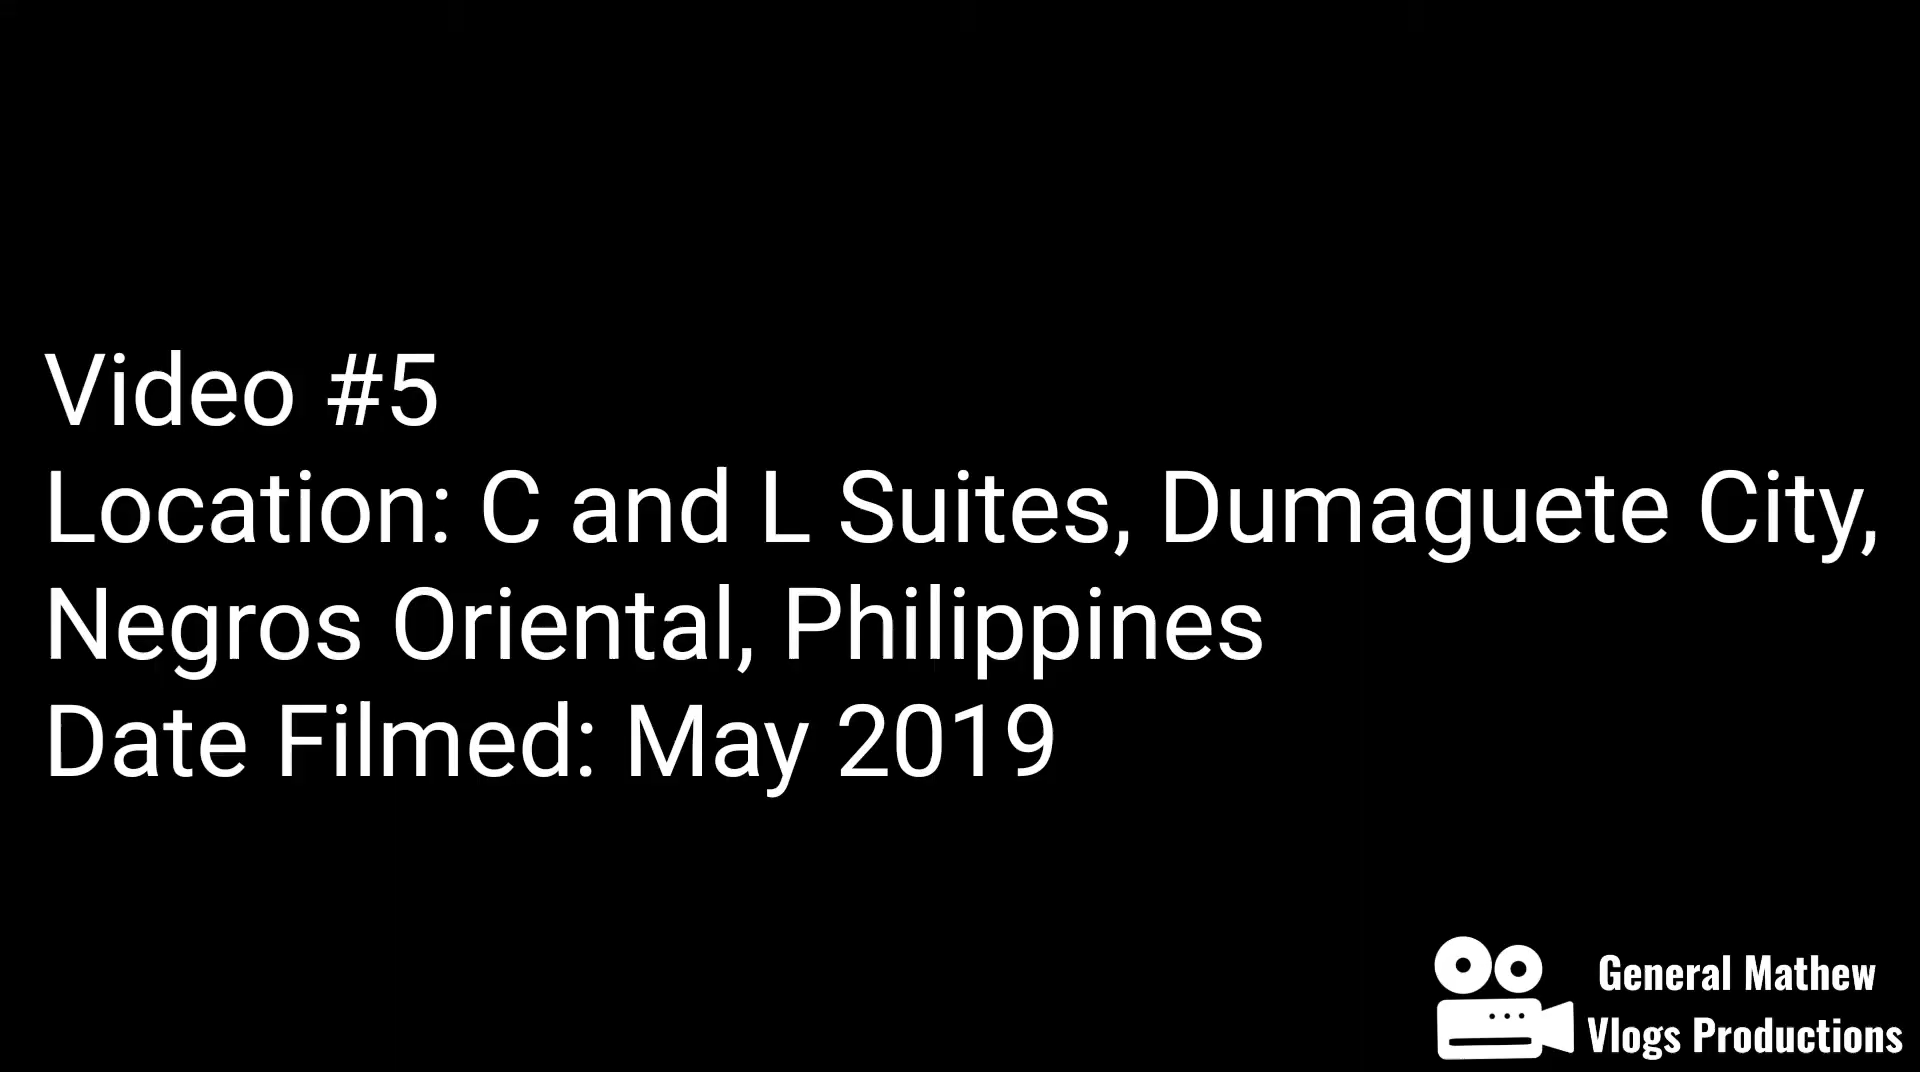 Video #5
Location: C and L Suites, Dumaguete City,
Negros Oriental, Philippines
Date Filmed: May 2019
General Mathew
Vlogs Productions